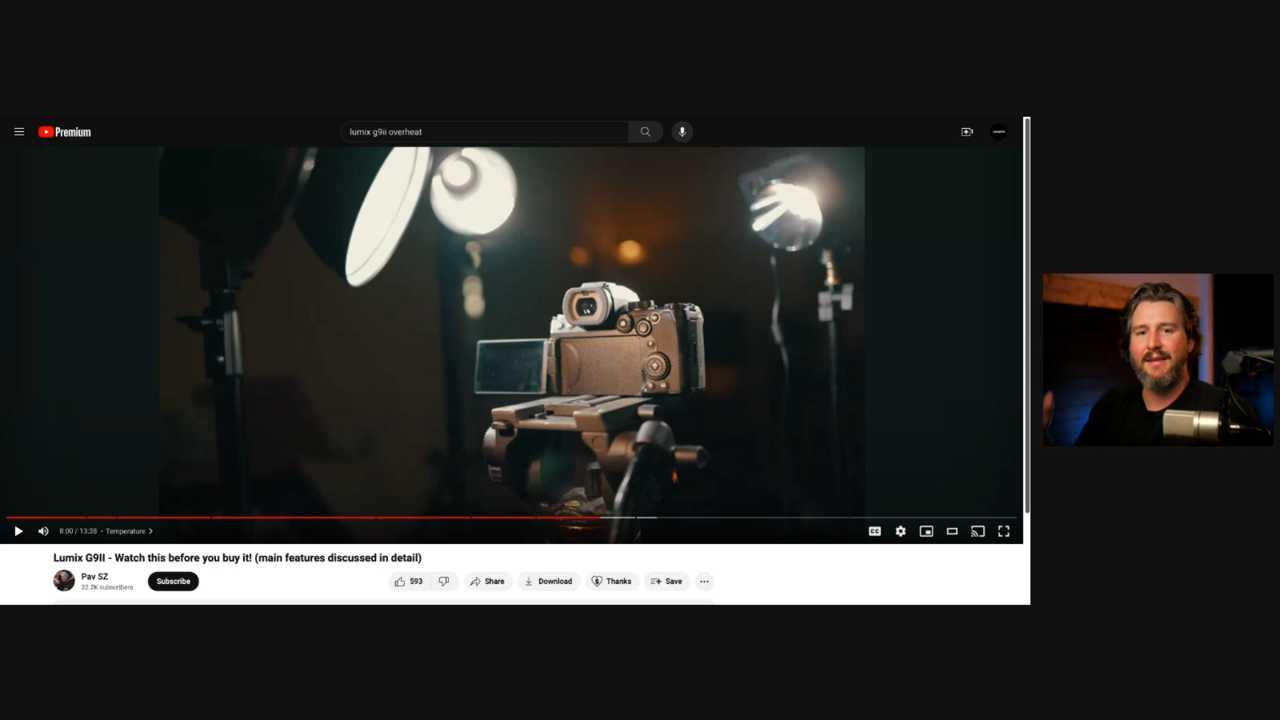 Premium
lumix g9ii overheat
8:00 / 13:38 • Temperature
CC
Lumix G9II - Watch this before you buy it! (main features discussed in detail)
Pav SZ
32.2K subscribers
Subscribe
593
Share
Download
Thanks
Save